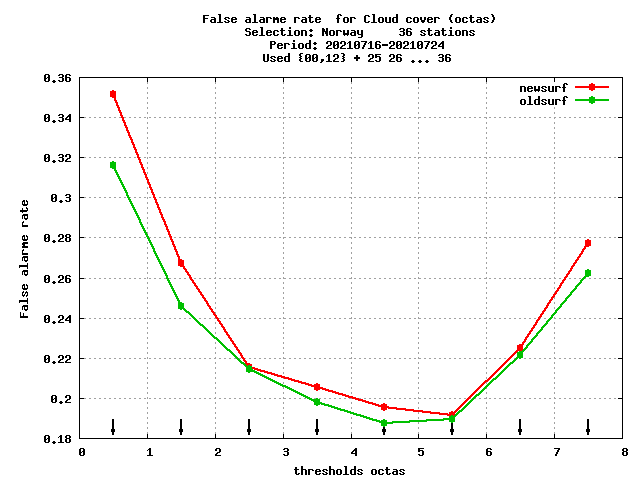 False alarme rate  for Cloud cover (octas)
Selection: Norway     36 stations
Period: 20210716-20210724
Used {00,12} + 25 26 ... 36
newsurf
oldsurf
0.36
0.34
0.32
0.3
0.28
0.26
0.24
0.22
0.2
0.18
False alarme rate
0 1 2 3 4 5 6 7 8
thresholds octas